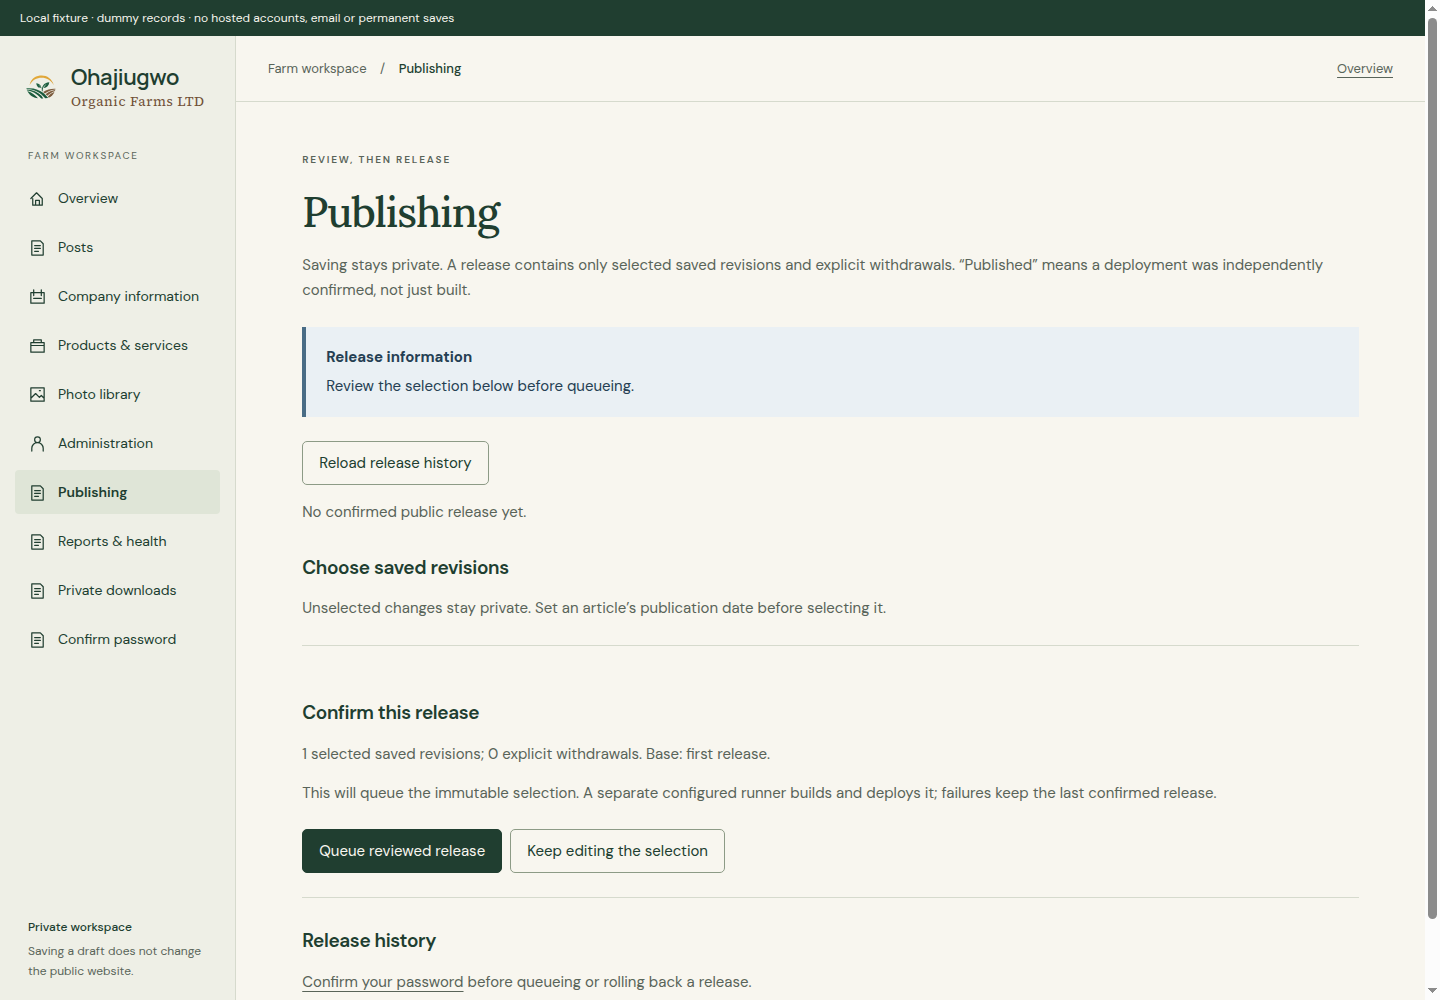 Local fixture · dummy records · no hosted accounts, email or permanent saves
Ohajiugwo
Organic Farms LTD
FARM WORKSPACE
Overview
Posts
Company information
Products & services
Photo library
Administration
Publishing
Reports & health
Private downloads
Confirm password
Private workspace
Saving a draft does not change
the public website.
Farm workspace / Publishing
Overview
REVIEW, THEN RELEASE
Publishing
Saving stays private. A release contains only selected saved revisions and explicit withdrawals. “Published” means a deployment was independently
confirmed, not just built.
Release information
Review the selection below before queueing.
Reload release history
No confirmed public release yet.
Choose saved revisions
Unselected changes stay private. Set an article’s publication date before selecting it.
Confirm this release
1 selected saved revisions; 0 explicit withdrawals. Base: first release.
This will queue the immutable selection. A separate configured runner builds and deploys it; failures keep the last confirmed release.
Queue reviewed release
Keep editing the selection
Release history
Confirm your password before queueing or rolling back a release.